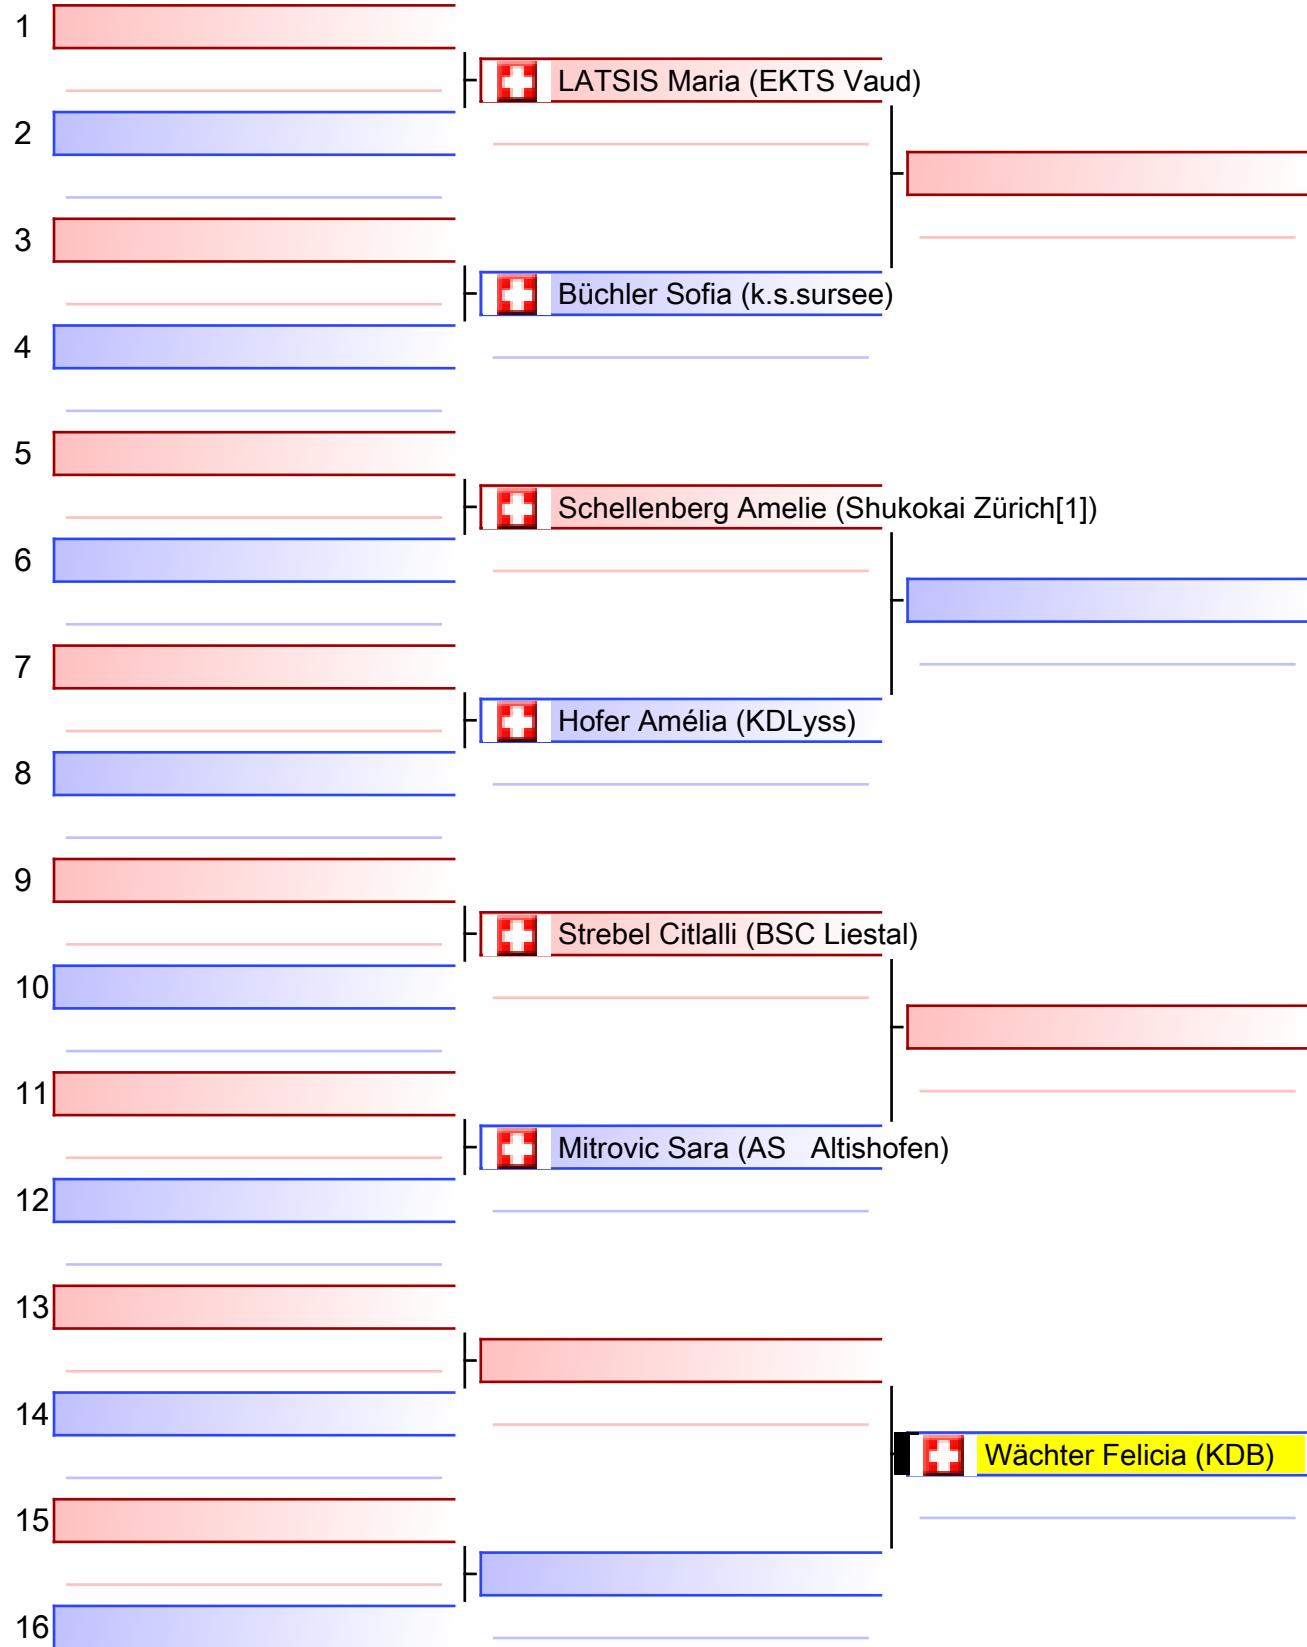 1
LATSIS Maria (EKTS Vaud)
2
3
Büchler Sofia (k.s.sursee)
4
5
Schellenberg Amelie (Shukokai Zürich[1])
6
7
Hofer Amélia (KDLyss)
8
9
Strebel Citlalli (BSC Liestal)
10
11
Mitrovic Sara (AS Altishofen)
12
13
14
Wächter Felicia (KDB)
15
16